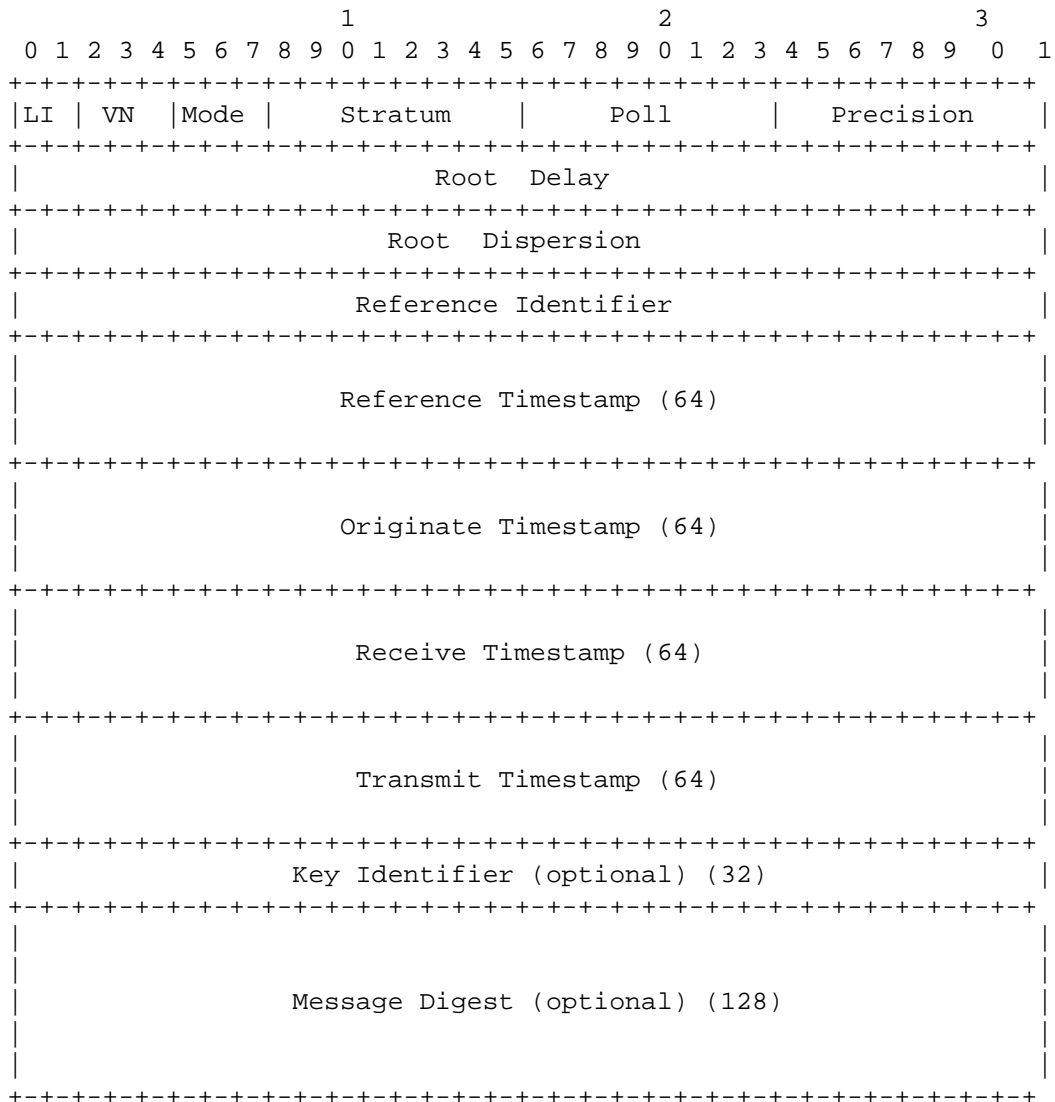 1                   2                   3
 0 1 2 3 4 5 6 7 8 9 0 1 2 3 4 5 6 7 8 9 0 1 2 3 4 5 6 7 8 9  0  1
+-+-+-+-+-+-+-+-+-+-+-+-+-+-+-+-+-+-+-+-+-+-+-+-+-+-+-+-+-+-+-+-+
|LI | VN  |Mode |    Stratum    |     Poll      |   Precision    |
+-+-+-+-+-+-+-+-+-+-+-+-+-+-+-+-+-+-+-+-+-+-+-+-+-+-+-+-+-+-+-+-+
|                          Root  Delay                           |
+-+-+-+-+-+-+-+-+-+-+-+-+-+-+-+-+-+-+-+-+-+-+-+-+-+-+-+-+-+-+-+-+
|                       Root  Dispersion                         |
+-+-+-+-+-+-+-+-+-+-+-+-+-+-+-+-+-+-+-+-+-+-+-+-+-+-+-+-+-+-+-+-+
|                     Reference Identifier                       |
+-+-+-+-+-+-+-+-+-+-+-+-+-+-+-+-+-+-+-+-+-+-+-+-+-+-+-+-+-+-+-+-+
|                                                                |
|                    Reference Timestamp (64)                    |
|                                                                |
+-+-+-+-+-+-+-+-+-+-+-+-+-+-+-+-+-+-+-+-+-+-+-+-+-+-+-+-+-+-+-+-+
|                                                                |
|                    Originate Timestamp (64)                    |
|                                                                |
+-+-+-+-+-+-+-+-+-+-+-+-+-+-+-+-+-+-+-+-+-+-+-+-+-+-+-+-+-+-+-+-+
|                                                                |
|                     Receive Timestamp (64)                     |
|                                                                |
+-+-+-+-+-+-+-+-+-+-+-+-+-+-+-+-+-+-+-+-+-+-+-+-+-+-+-+-+-+-+-+-+
|                                                                |
|                     Transmit Timestamp (64)                    |
|                                                                |
+-+-+-+-+-+-+-+-+-+-+-+-+-+-+-+-+-+-+-+-+-+-+-+-+-+-+-+-+-+-+-+-+
|                 Key Identifier (optional) (32)                 |
+-+-+-+-+-+-+-+-+-+-+-+-+-+-+-+-+-+-+-+-+-+-+-+-+-+-+-+-+-+-+-+-+
|                                                                |
|                                                                |
|                 Message Digest (optional) (128)                |
|                                                                |
|                                                                |
+-+-+-+-+-+-+-+-+-+-+-+-+-+-+-+-+-+-+-+-+-+-+-+-+-+-+-+-+-+-+-+-+